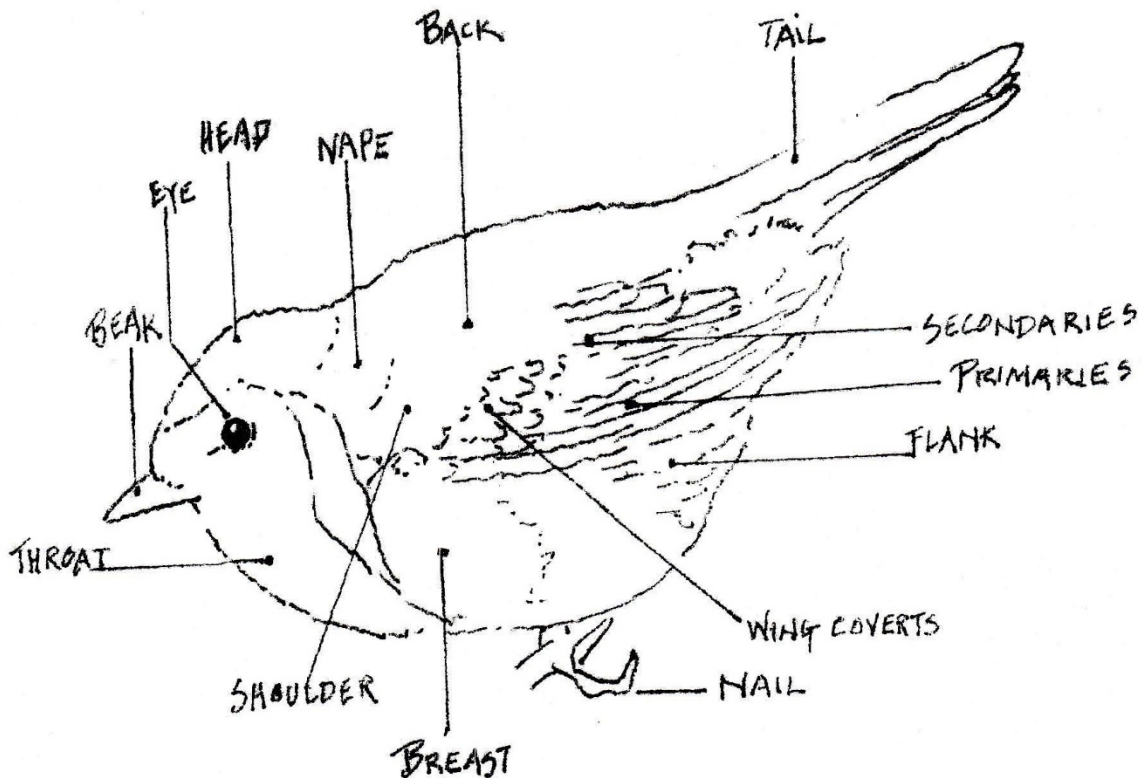 BACK
TAIL
HEAD
NAPE
EYE
BEAK
SECONDARIES
PRIMARIES
FLANK
THROAT
WING COVERTS
SHOULDER
NAIL
BREAST